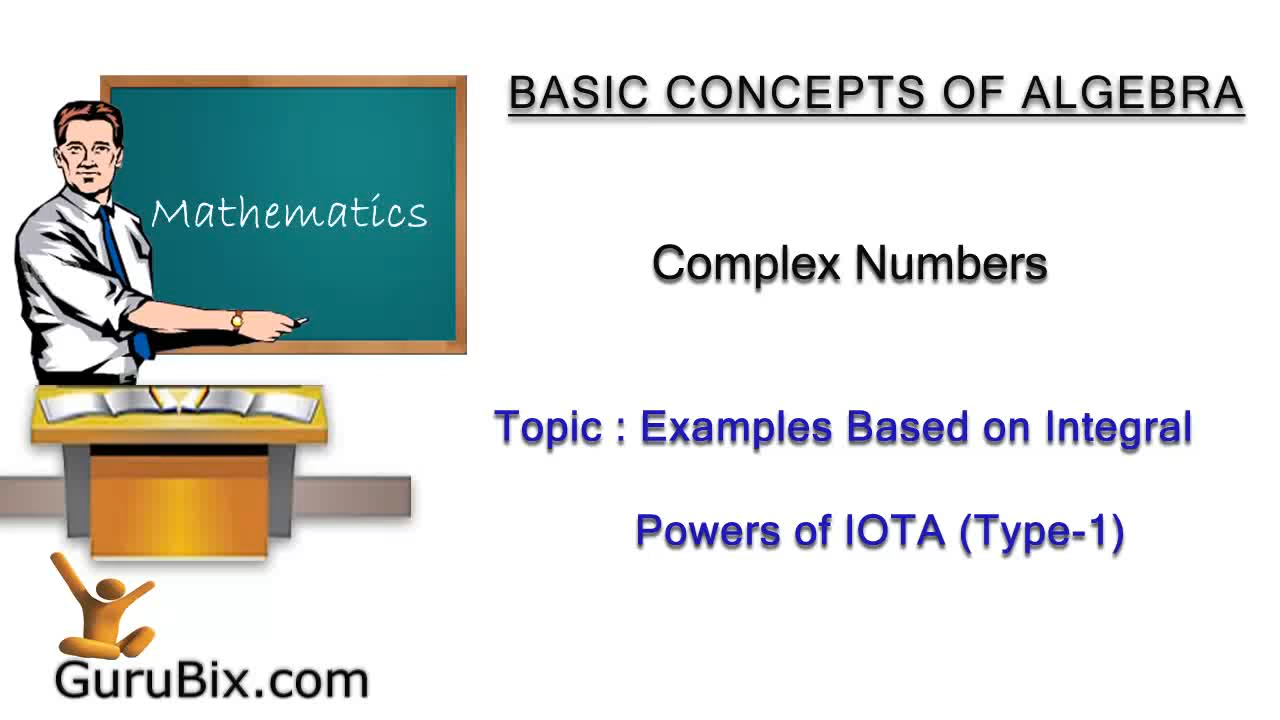 BASIC CONCEPTS OF ALGEBRA
Mathematics
Complex Numbers
Topic : Examples Based on Integral
Powers of IOTA (Type-1)
GuruBix.com